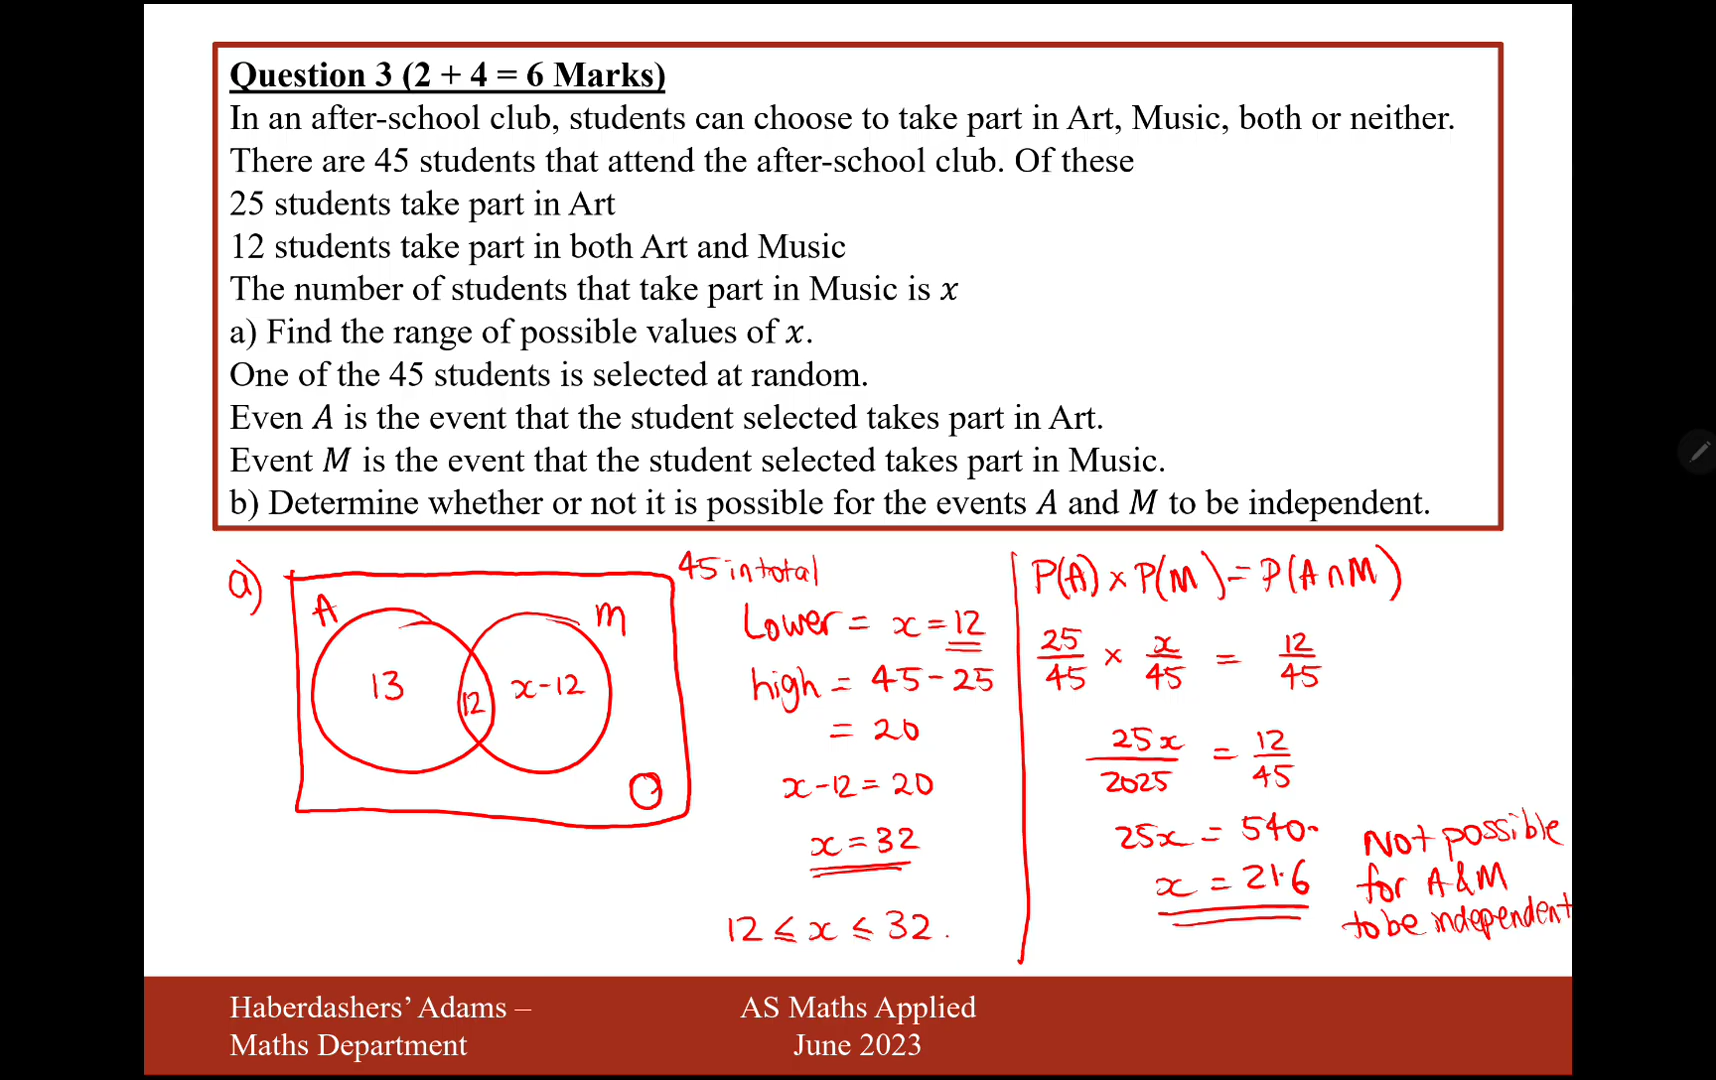 Question 3 (2 + 4 = 6 Marks)
In an after-school club, students can choose to take part in Art, Music, both or neither.
There are 45 students that attend the after-school club. Of these
25 students take part in Art
12 students take part in both Art and Music
The number of students that take part in Music is x
a) Find the range of possible values of x.
One of the 45 students is selected at random.
Even A is the event that the student selected takes part in Art.
Event M is the event that the student selected takes part in Music.
b) Determine whether or not it is possible for the events A and M to be independent.
a)
A
M
13
12
x-12
O
45 in total
Lower = x = 12
high = 45-25
= 20
x-12 = 20
x = 32
12 ≤ x ≤ 32.
P(A) × P(M) = P(A∩M)
25/45 × x/45 = 12/45
25x/2025 = 12/45
25x = 540.
x = 21.6
Not possible
for A & M
to be independent
Haberdashers' Adams –
Maths Department
AS Maths Applied
June 2023